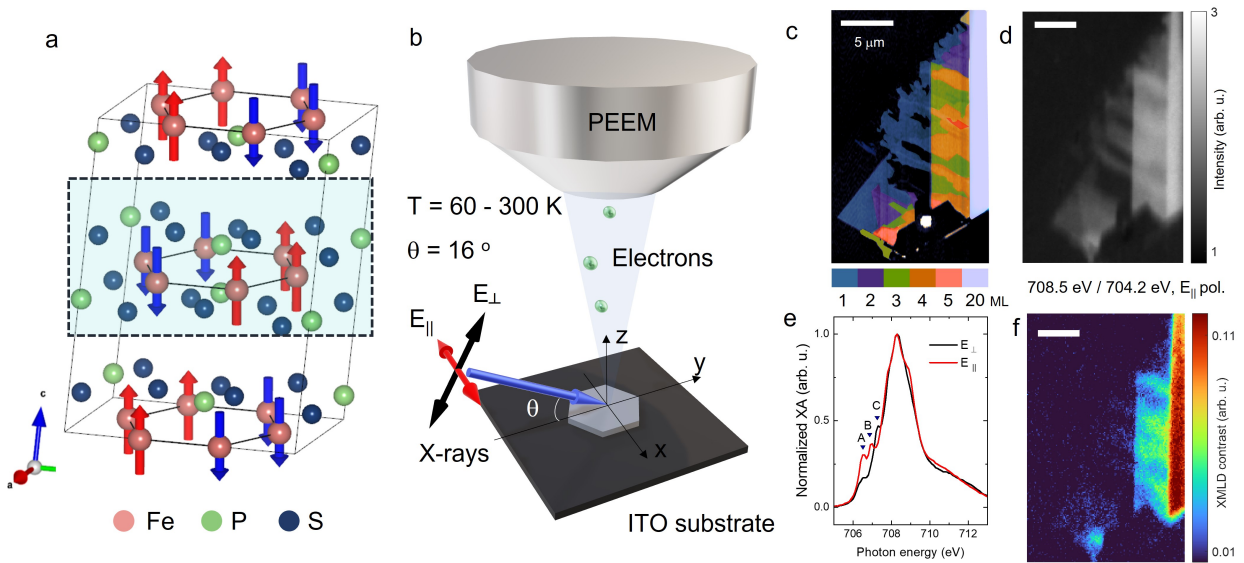 a
c
a
Fe
P
S
b
PEEM
T = 60 - 300 K
θ = 16 º
Electrons
E⊥
E||
z
y
x
θ
X-rays
ITO substrate
c
5 μm
1 2 3 4 5 20 ML
d
3
Intensity (arb. u.)
1
708.5 eV / 704.2 eV, E|| pol.
e
Normalized XA (arb. u.)
1.0
0.5
0.0
E⊥
E||
A
B
C
706 708 710 712
Photon energy (eV)
f
0.11
XMLD contrast (arb. u.)
0.01